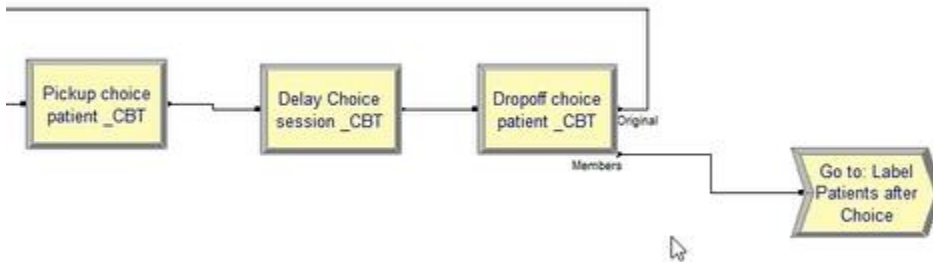 Pickup choice
patient _CBT
Delay Choice
session _CBT
Dropoff choice
patient _CBT
Original
Members
Go to: Label
Patients after
Choice